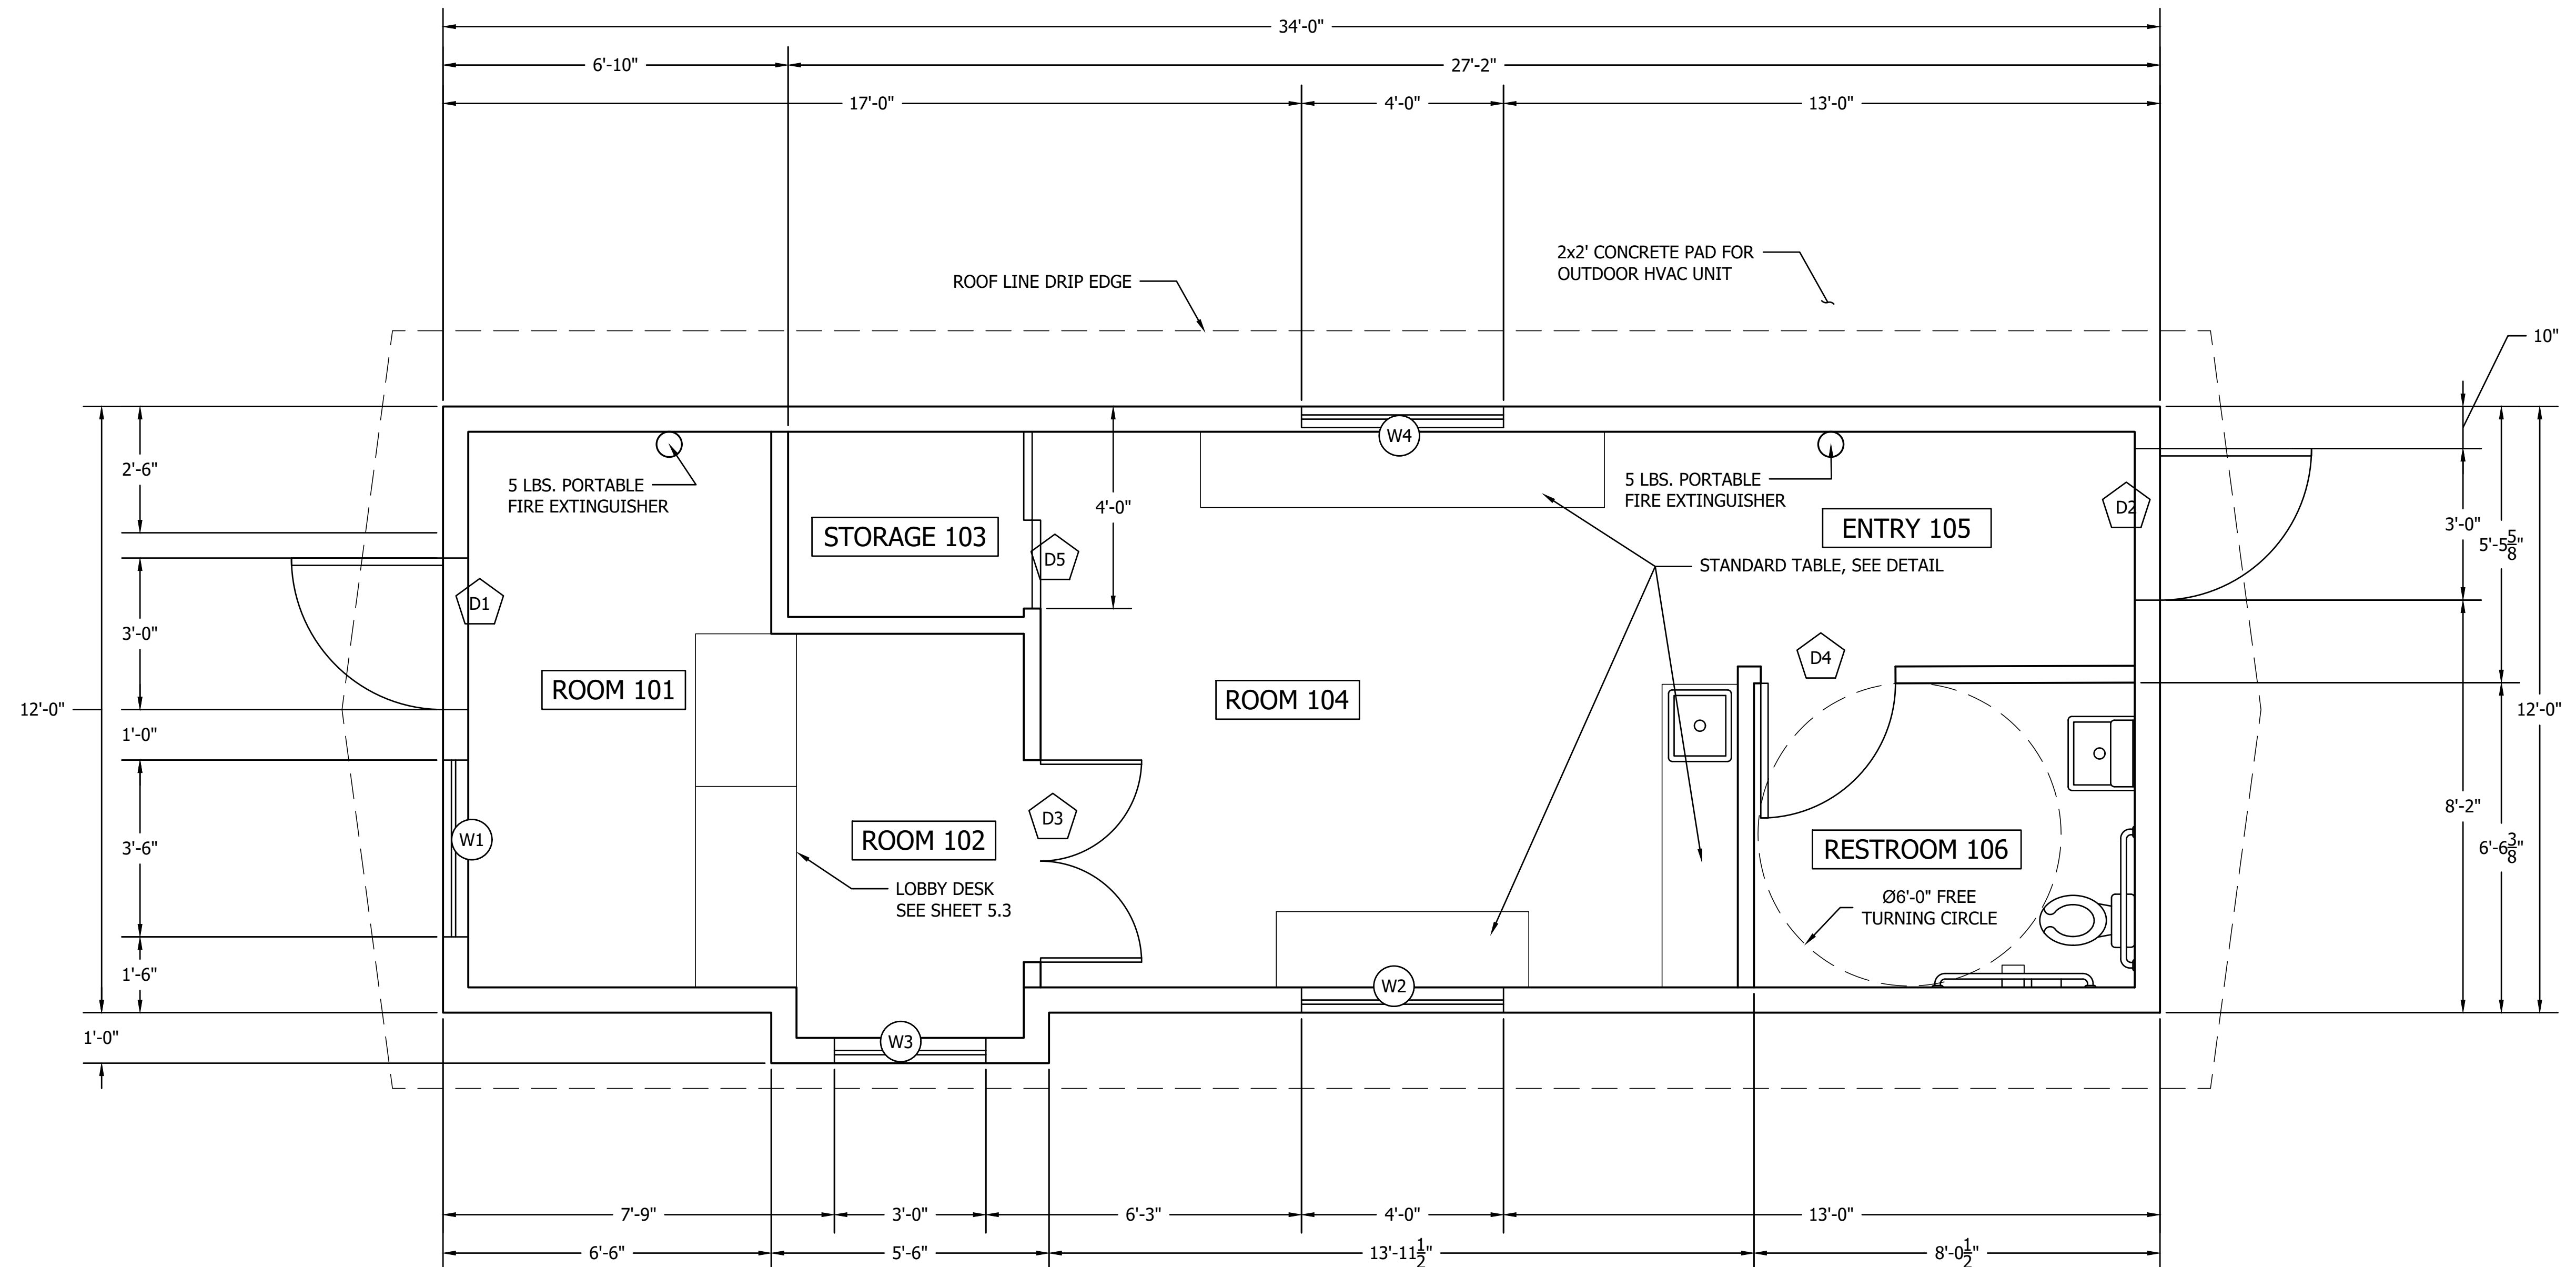 34'-0"
6'-10"
27'-2"
17'-0"
4'-0"
13'-0"
2x2' CONCRETE PAD FOR
OUTDOOR HVAC UNIT
ROOF LINE DRIP EDGE
10"
W4
2'-6"
5 LBS. PORTABLE
FIRE EXTINGUISHER
4'-0"
5 LBS. PORTABLE
FIRE EXTINGUISHER
D2
STORAGE 103
ENTRY 105
3'-0"
5'-5 5/8"
D5
STANDARD TABLE, SEE DETAIL
D1
3'-0"
D4
ROOM 101
ROOM 104
12'-0"
12'-0"
1'-0"
D3
8'-2"
W1
3'-6"
ROOM 102
RESTROOM 106
6'-6 3/8"
LOBBY DESK
SEE SHEET 5.3
Ø6'-0" FREE
TURNING CIRCLE
1'-6"
W2
1'-0"
W3
7'-9"
3'-0"
6'-3"
4'-0"
13'-0"
6'-6"
5'-6"
13'-11 1/2"
8'-0 1/2"